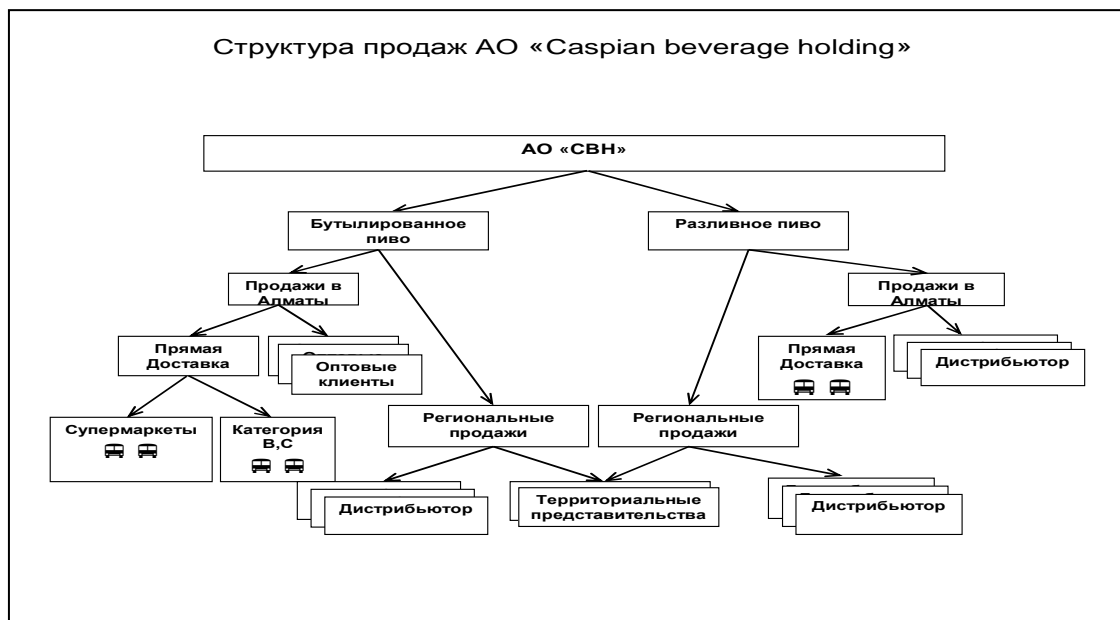 Структура продаж АО «Caspian beverage holding»
АО «СВН»
Бутылированное
пиво
Разливное пиво
Продажи в
Алматы
Продажи в
Алматы
Прямая
Доставка
Оптовые
клиенты
Прямая
Доставка
Дистрибьютор
Супермаркеты
Категория
В,С
Региональные
продажи
Региональные
продажи
Дистрибьютор
Территориальные
представительства
Дистрибьютор